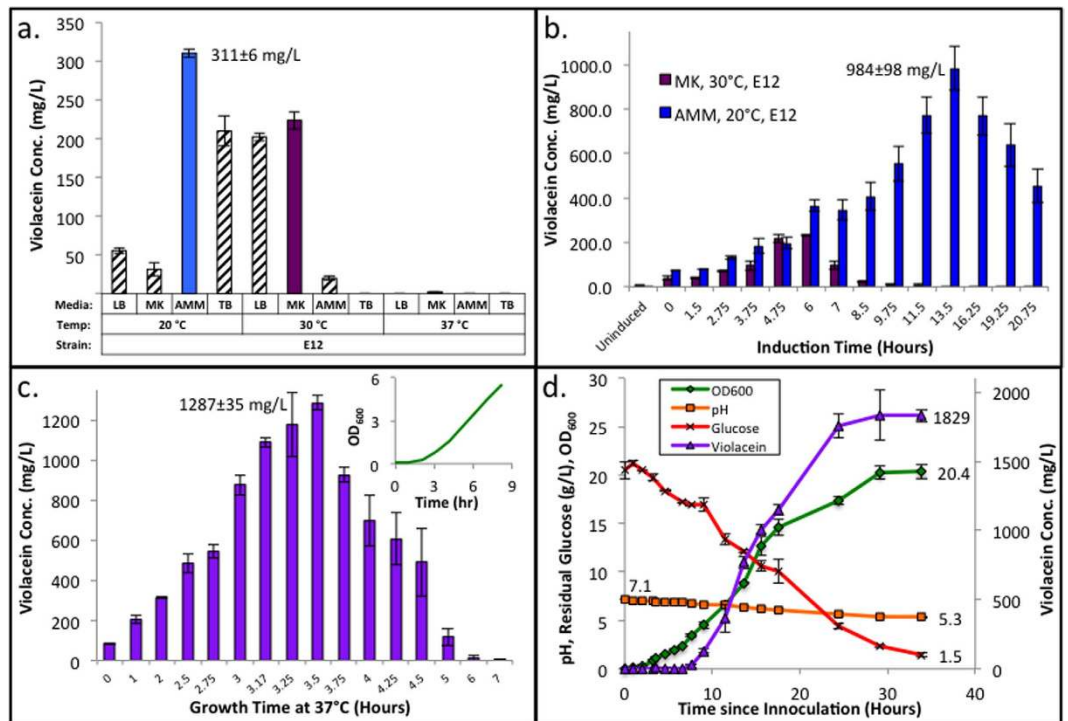 a.
Violacein Conc. (mg/L)
350
300
250
200
150
100
50
311±6 mg/L
Media: LB MK AMM TB LB MK AMM TB LB MK AMM TB
Temp: 20 °C 30 °C 37 °C
Strain: E12
b.
Violacein Conc. (mg/L)
1000.0
800.0
600.0
400.0
200.0
0.0
MK, 30°C, E12
AMM, 20°C, E12
984±98 mg/L
Uninduced 0 1.5 2.75 3.75 4.75 6 7 8.5 9.75 11.5 13.5 16.25 19.25 20.75
Induction Time (Hours)
c.
Violacein Conc. (mg/L)
1200
1000
800
600
400
200
0
1287±35 mg/L
OD600
6
3
0
0 3 6 9
Time (hr)
0 1 2 2.5 2.75 3 3.17 3.25 3.5 3.75 4 4.25 4.5 5 6 7
Growth Time at 37°C (Hours)
d.
pH, Residual Glucose (g/L), OD600
30
25
20
15
10
5
0
OD600
pH
Glucose
Violacein
7.1
1829
20.4
5.3
1.5
2000
1500
1000
500
0
Violacein Conc. (mg/L)
0 10 20 30 40
Time since Innoculation (Hours)